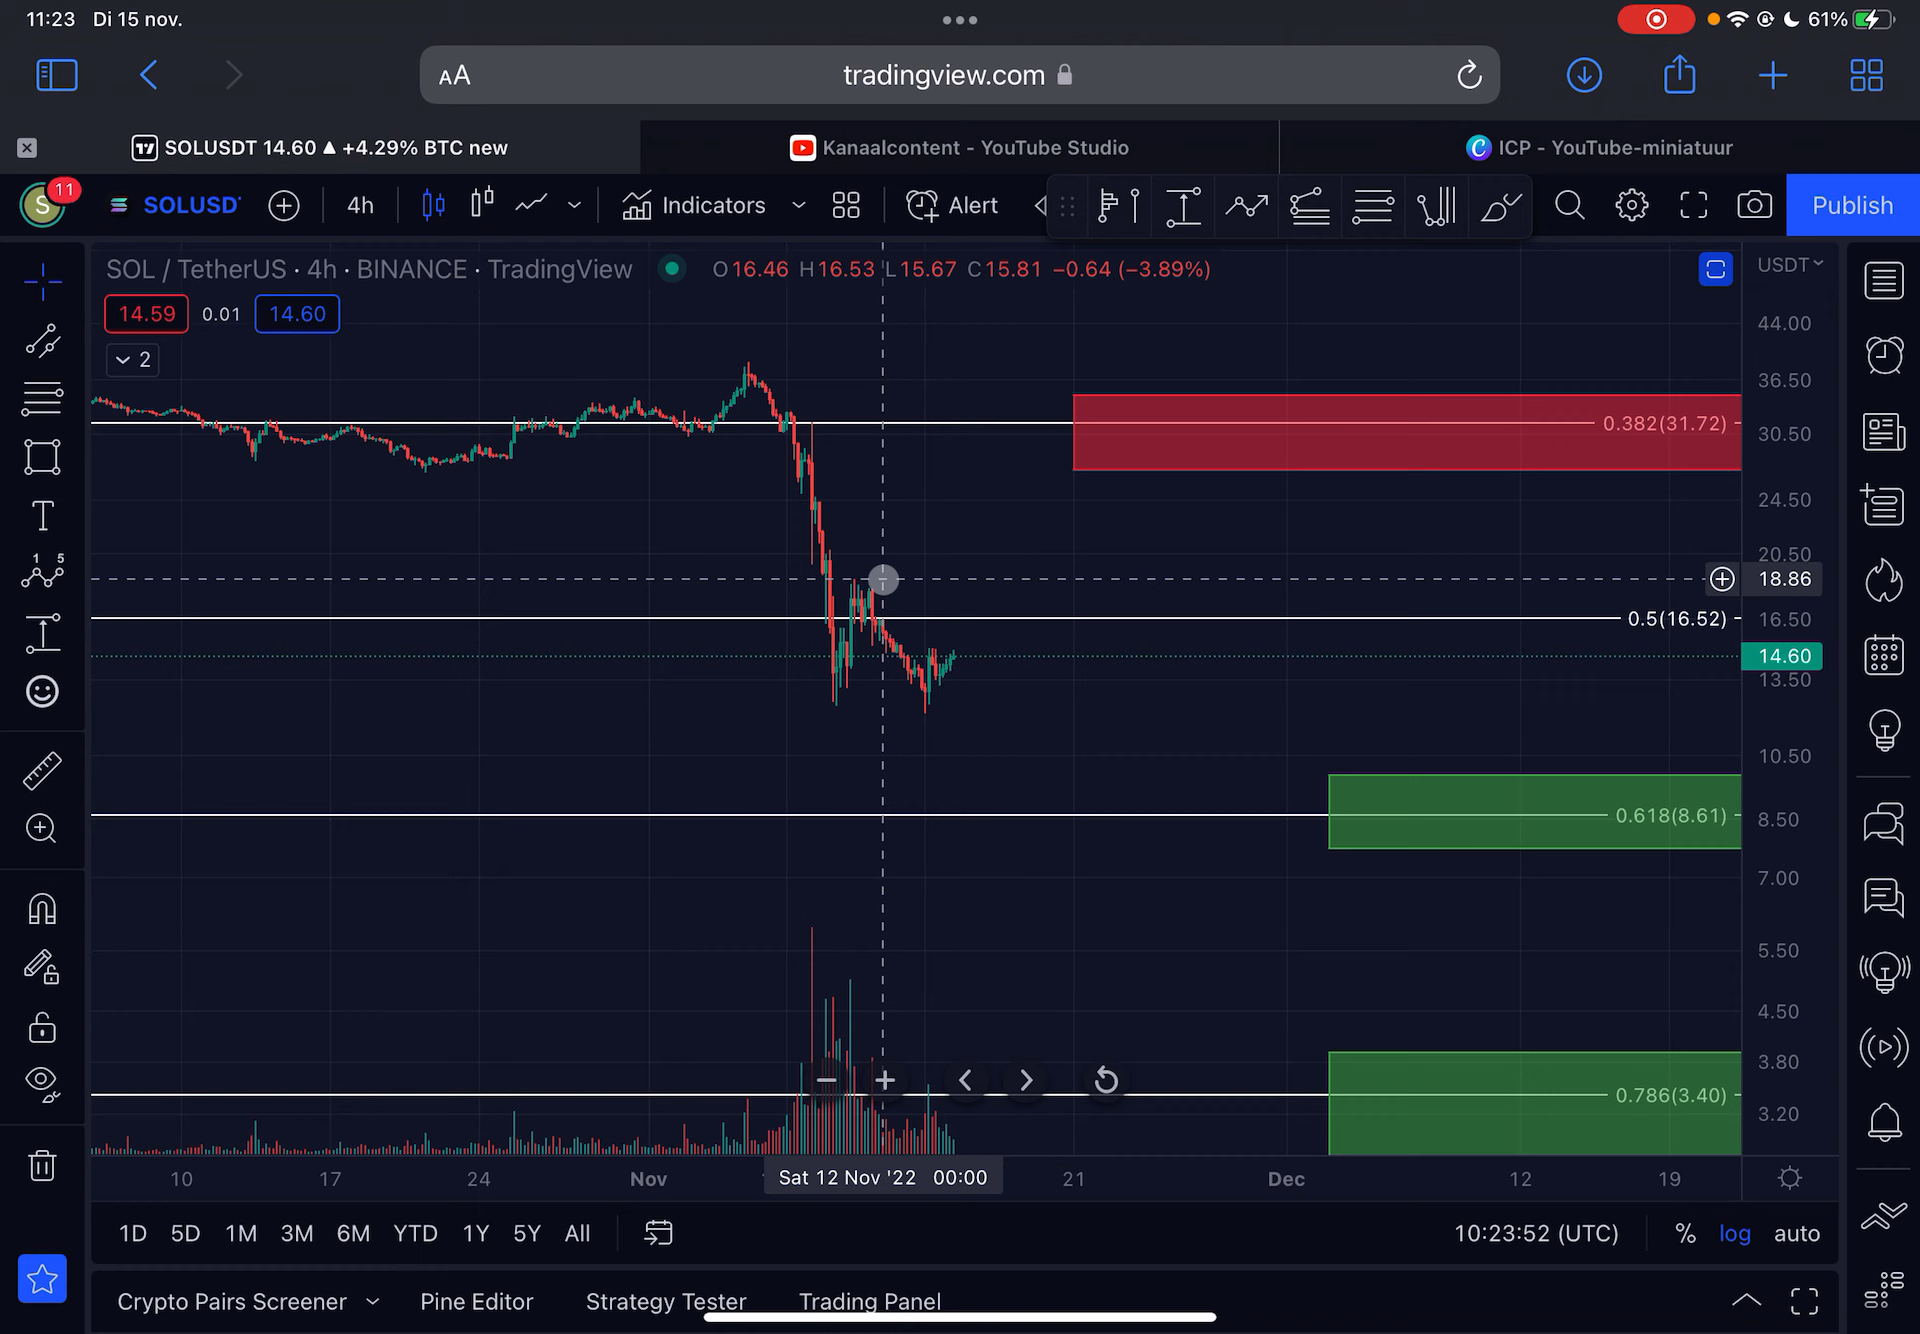 11:23 Di 15 nov.
61%
AA tradingview.com
SOLUSDT 14.60 ▲ +4.29% BTC new
Kanaalcontent - YouTube Studio
ICP - YouTube-miniatuur
S 11 SOLUSD 4h Indicators Alert Publish
SOL / TetherUS · 4h · BINANCE · TradingView O16.46 H16.53 L15.67 C15.81 −0.64 (−3.89%)
USDT
14.59 0.01 14.60
2
44.00
36.50
0.382(31.72)
30.50
24.50
20.50
18.86
0.5(16.52) 16.50
14.60
13.50
10.50
0.618(8.61) 8.50
7.00
5.50
4.50
3.80
0.786(3.40)
3.20
10 17 24 Nov Sat 12 Nov '22 00:00 21 Dec 12 19
1D 5D 1M 3M 6M YTD 1Y 5Y All 10:23:52 (UTC) % log auto
Crypto Pairs Screener Pine Editor Strategy Tester Trading Panel